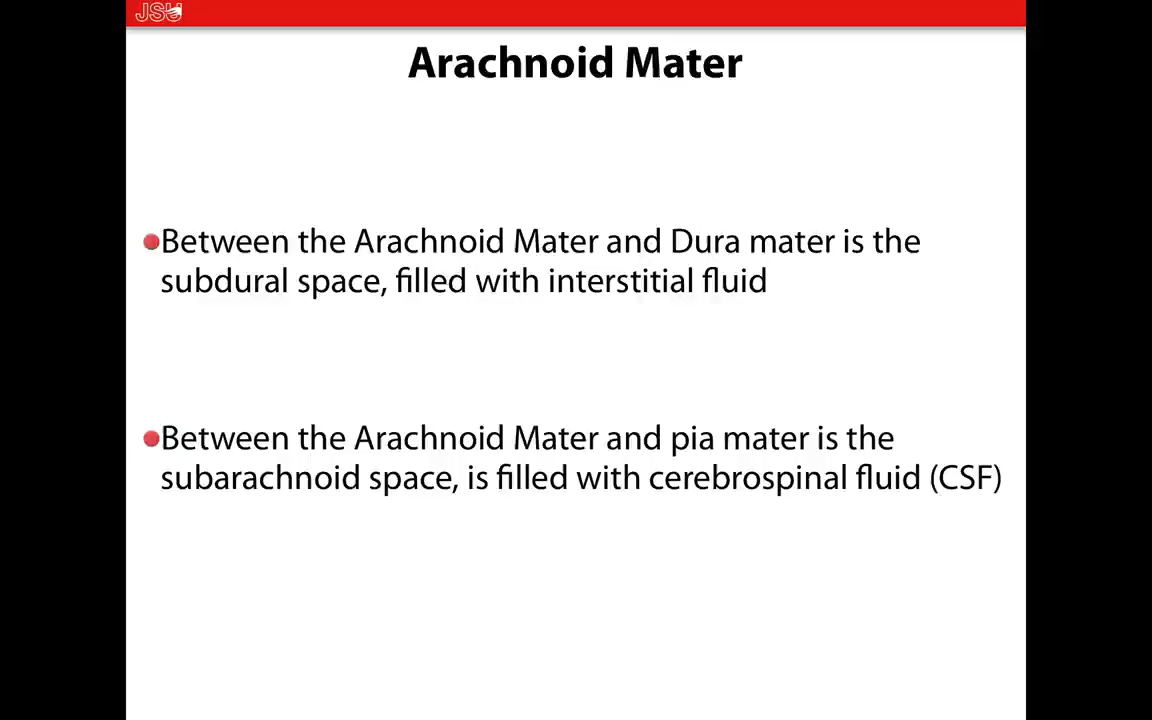 JSU
Arachnoid Mater
Between the Arachnoid Mater and Dura mater is the
subdural space, filled with interstitial fluid
Between the Arachnoid Mater and pia mater is the
subarachnoid space, is filled with cerebrospinal fluid (CSF)